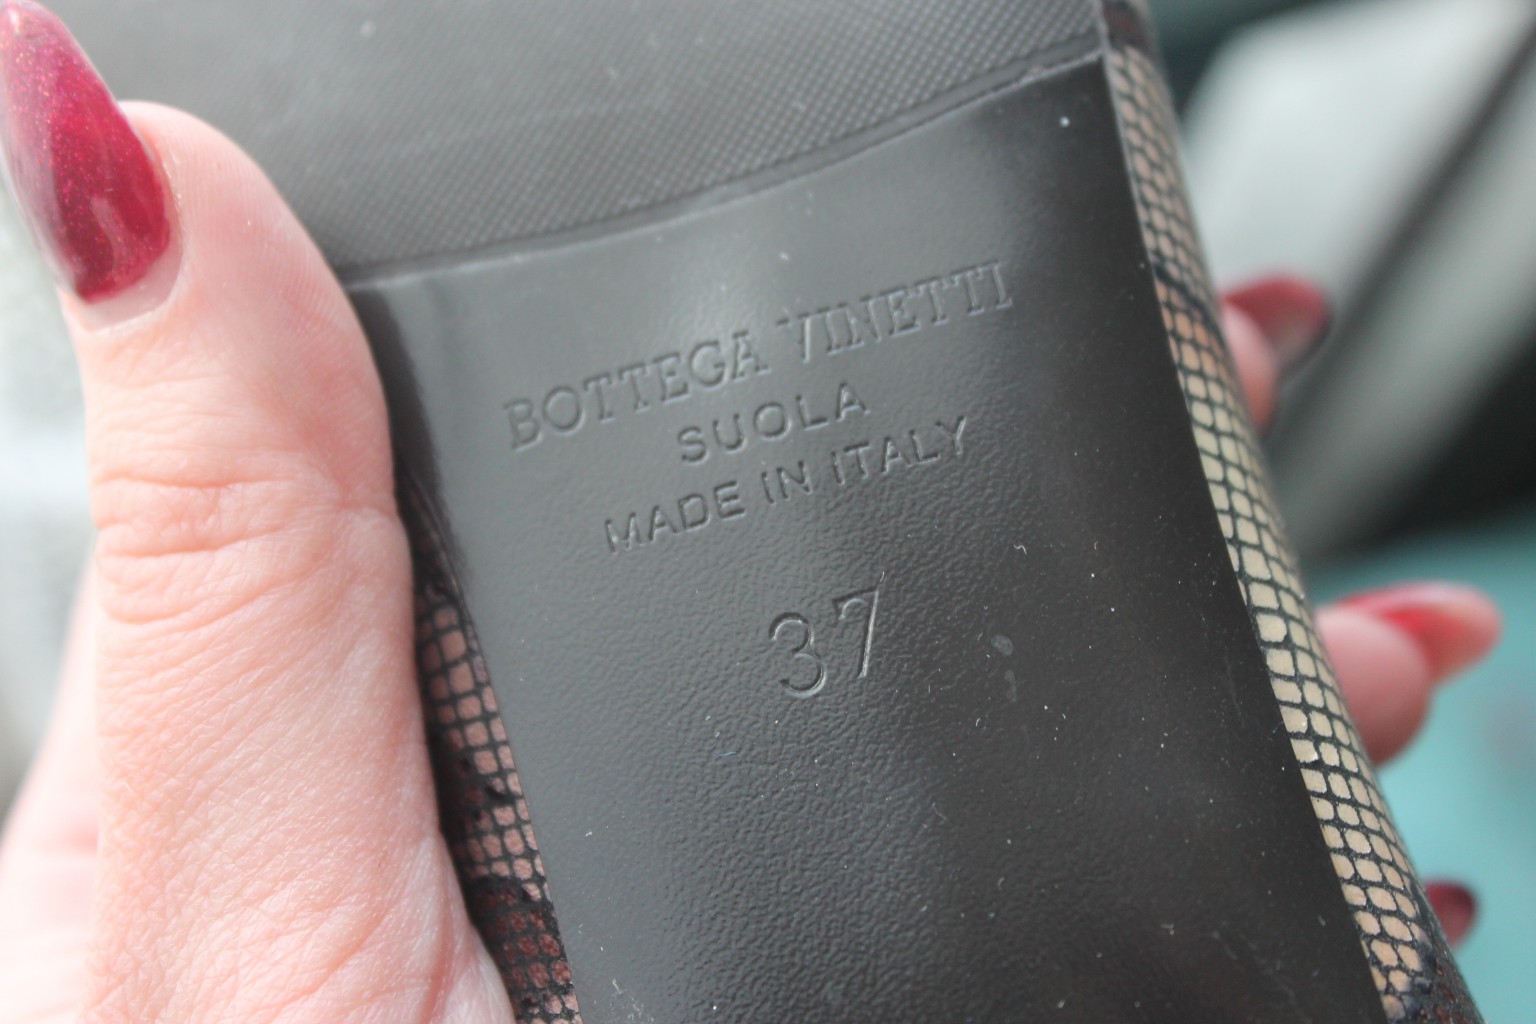 BOTTEGA VINETTI
SUOLA
MADE IN ITALY
37